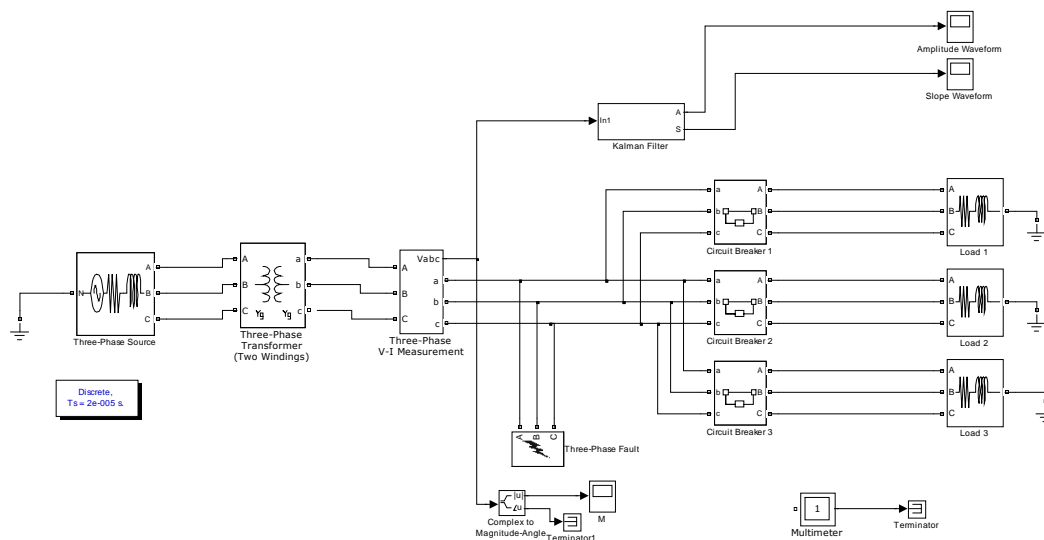 Amplitude Waveform
Slope Waveform
In1
A
S
Kalman Filter
a A
b B
c C
Circuit Breaker 1
A
B
C
Load 1
N
A
B
C
Three-Phase Source
A a
B b
C c
Yg Yg
Three-Phase
Transformer
(Two Windings)
Vabc
A a
B b
C c
Three-Phase
V-I Measurement
a A
b B
c C
Circuit Breaker 2
A
B
C
Load 2
a A
b B
c C
Circuit Breaker 3
A
B
C
Load 3
Discrete,
Ts = 2e-005 s.
A B C
Three-Phase Fault
|u|
∠u
Complex to
Magnitude-Angle
M
Terminator1
1
Multimeter
Terminator